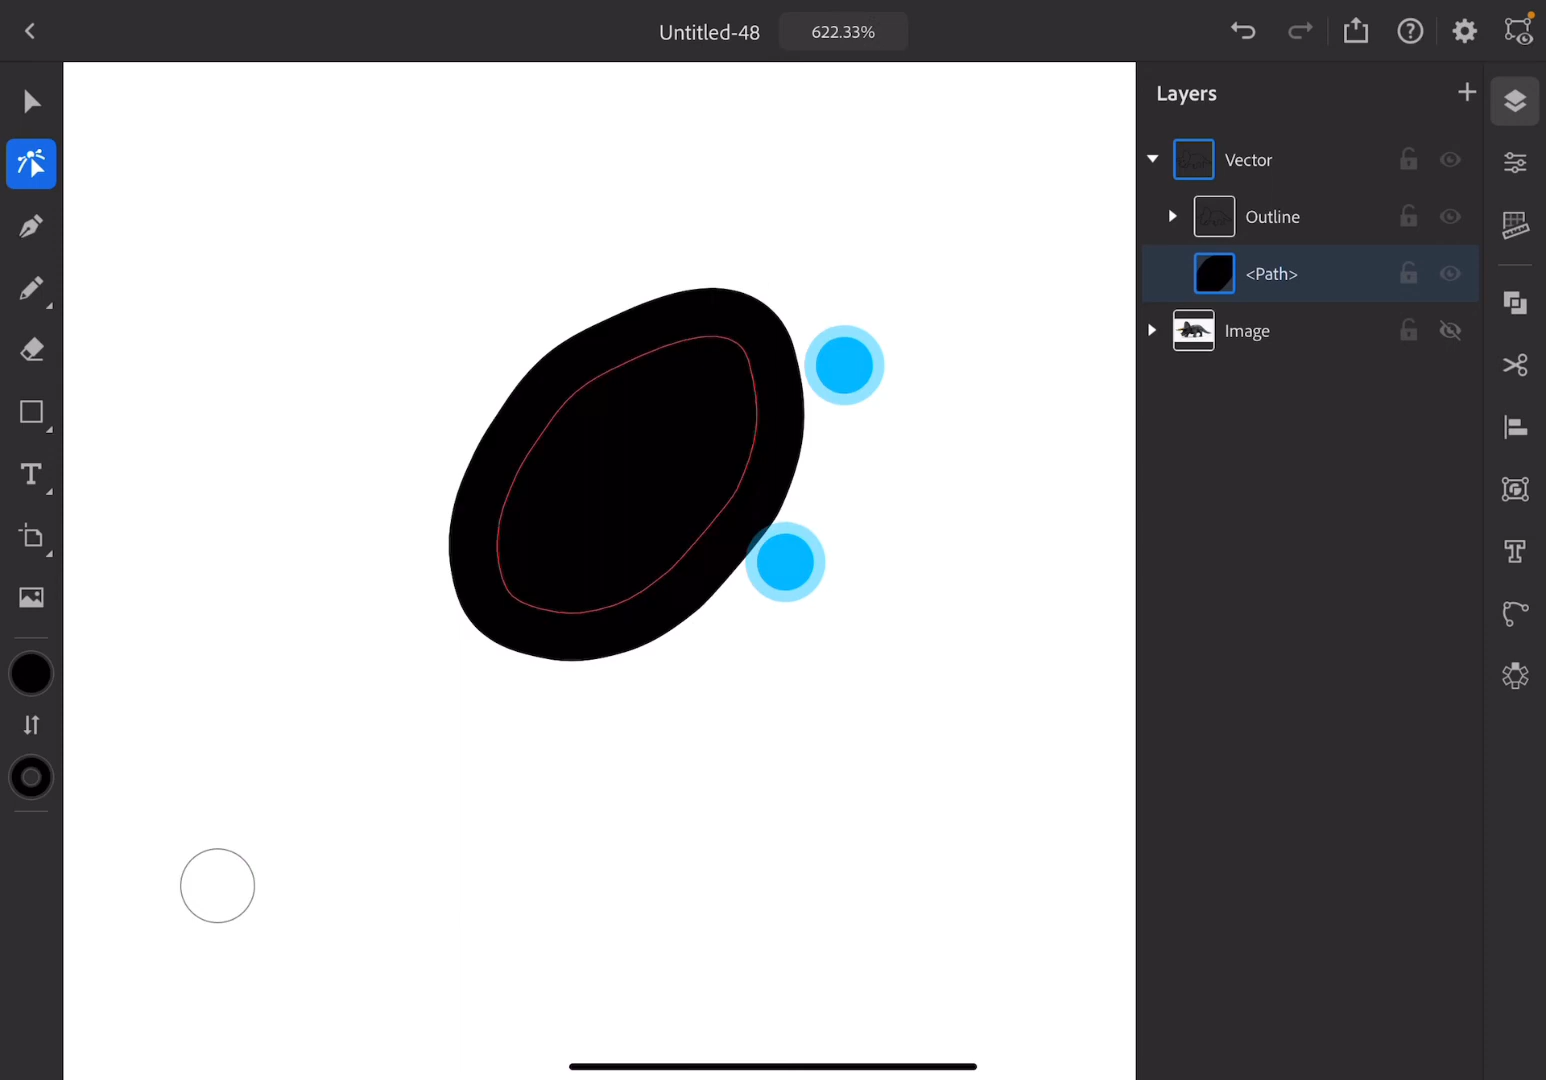 Untitled-48
622.33%
Layers
Vector
Outline
<Path>
Image